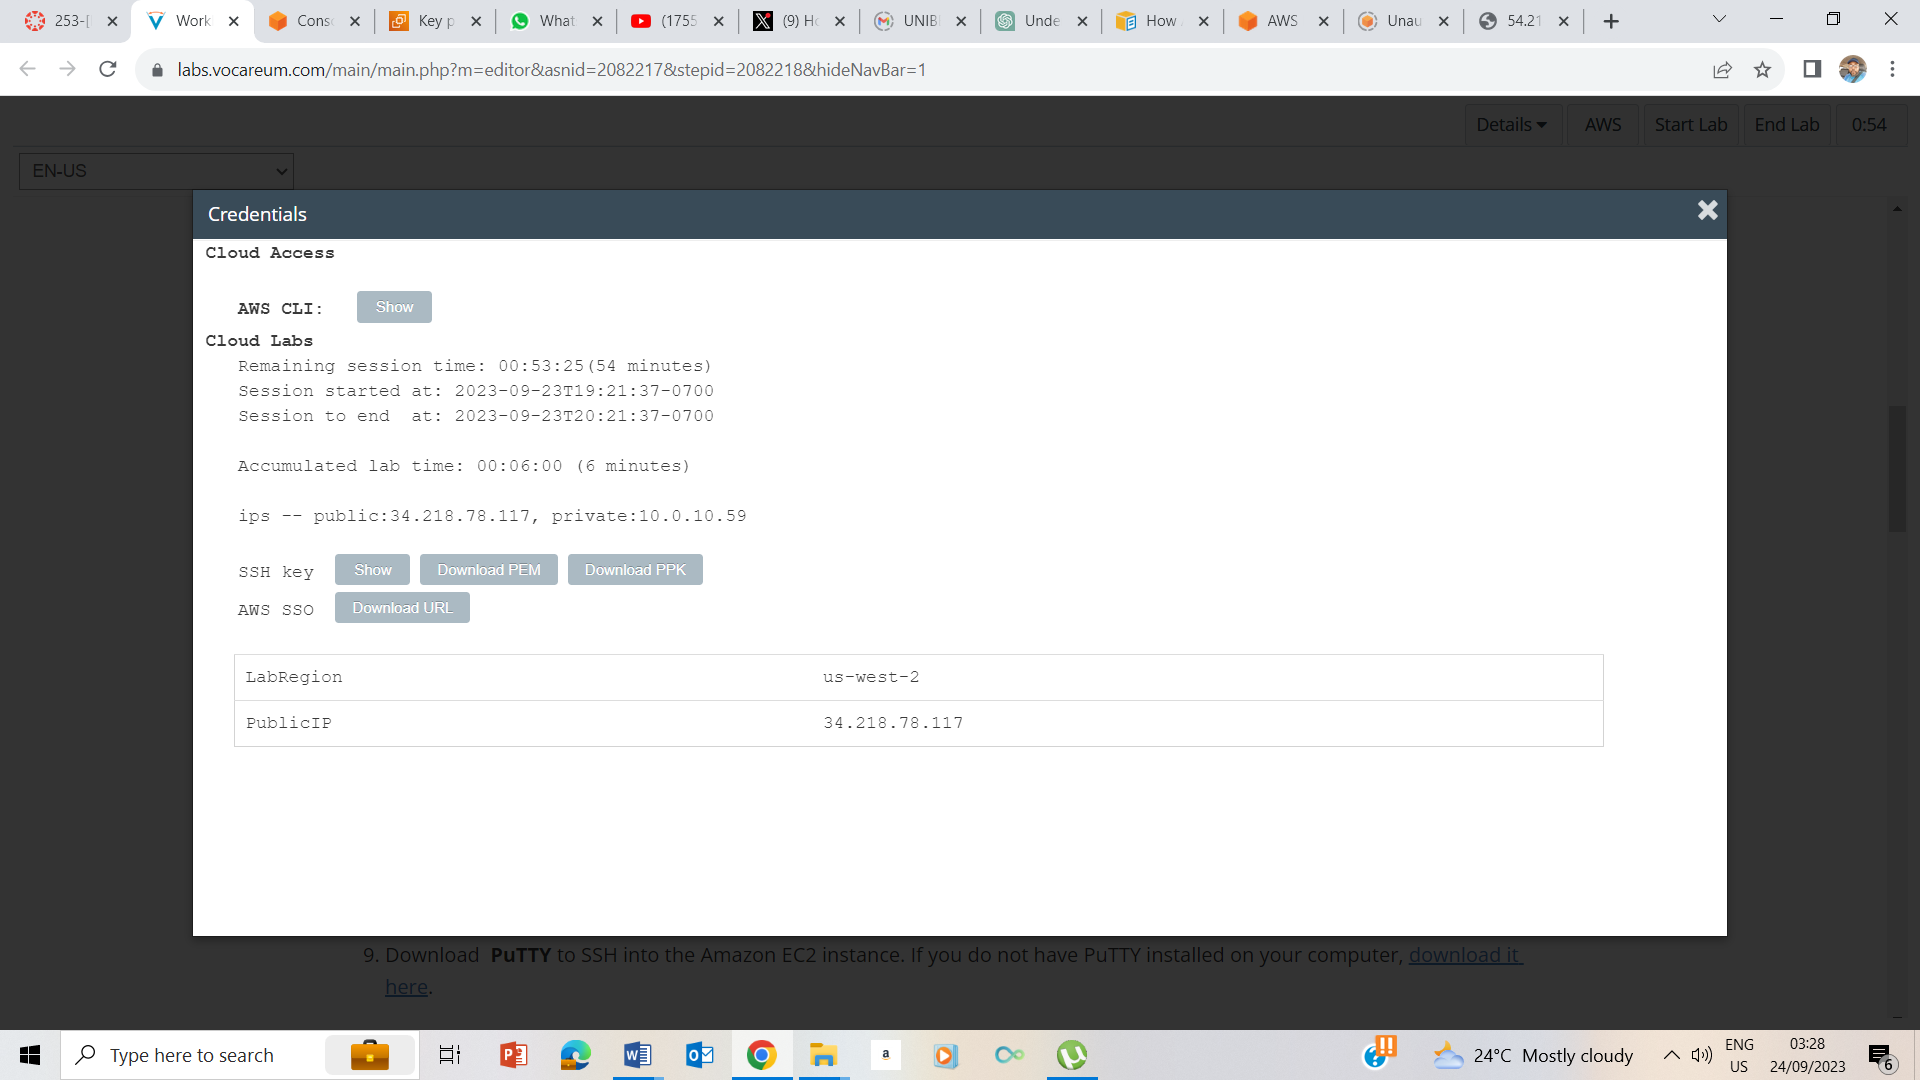 253-[
Work
Cons
Key p
What
(1755
(9) H
UNIB
Unde
How
AWS
Unau
54.21
labs.vocareum.com/main/main.php?m=editor&asnid=2082217&stepid=2082218&hideNavBar=1
Details AWS Start Lab End Lab 0:54
EN-US
Credentials
Cloud Access
AWS CLI: Show
Cloud Labs
Remaining session time: 00:53:25(54 minutes)
Session started at: 2023-09-23T19:21:37-0700
Session to end at: 2023-09-23T20:21:37-0700
Accumulated lab time: 00:06:00 (6 minutes)
ips -- public:34.218.78.117, private:10.0.10.59
SSH key Show Download PEM Download PPK
AWS SSO Download URL
LabRegion us-west-2
PublicIP 34.218.78.117
9. Download PuTTY to SSH into the Amazon EC2 instance. If you do not have PuTTY installed on your computer, download it
here.
Type here to search
24°C Mostly cloudy
ENG
US
03:28
24/09/2023
6